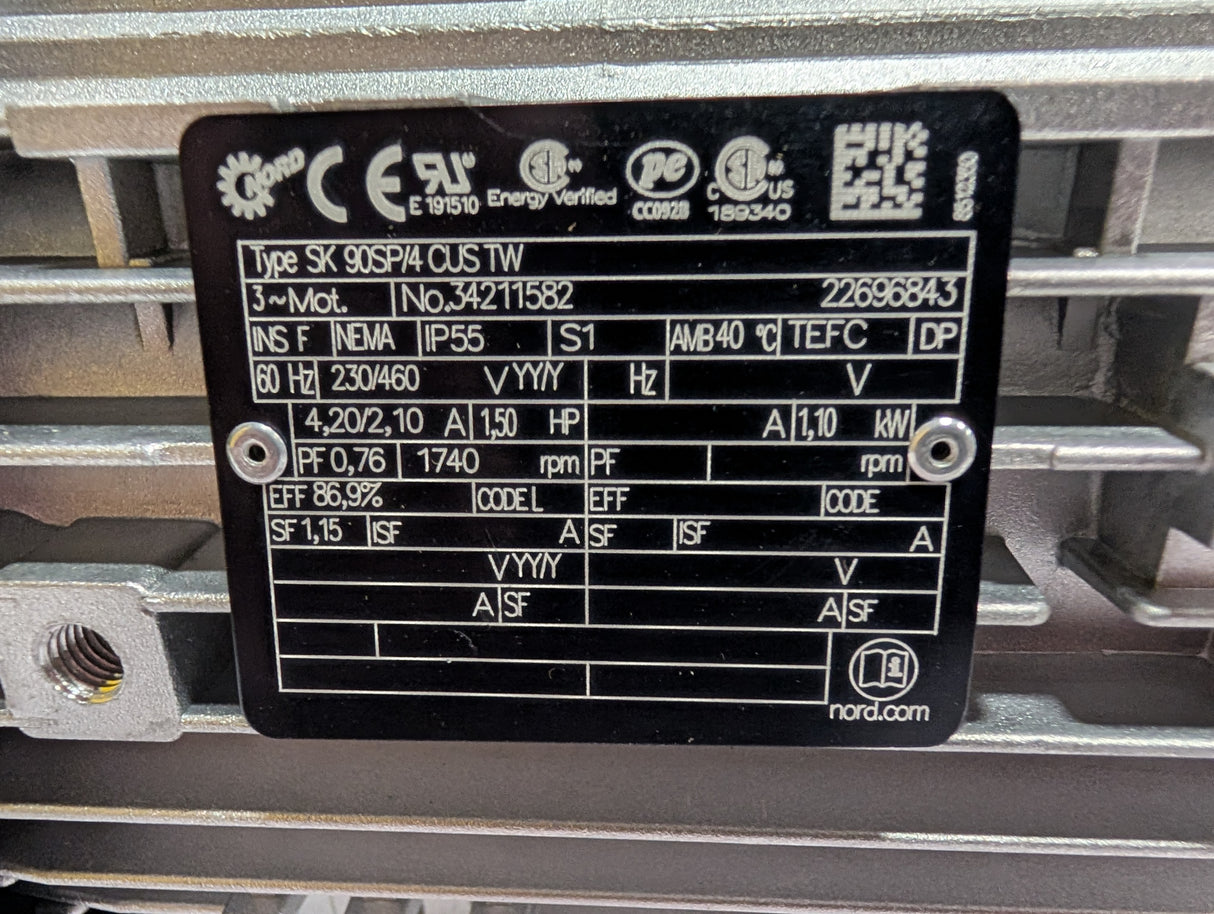 NORD CE E 191510 Energy Verified CC092B C US 189340
Type SK 90SP/4 CUS TW
3~Mot. No.34211582 22696843
INS F NEMA IP55 S1 AMB 40 °C TEFC DP
60 Hz 230/460 V YY/Y Hz V
4,20/2,10 A 1,50 HP A 1,10 kW
PF 0,76 1740 rpm PF rpm
EFF 86,9% CODE L EFF CODE
SF 1,15 ISF A SF ISF A
V YY/Y V
A SF A SF
nord.com